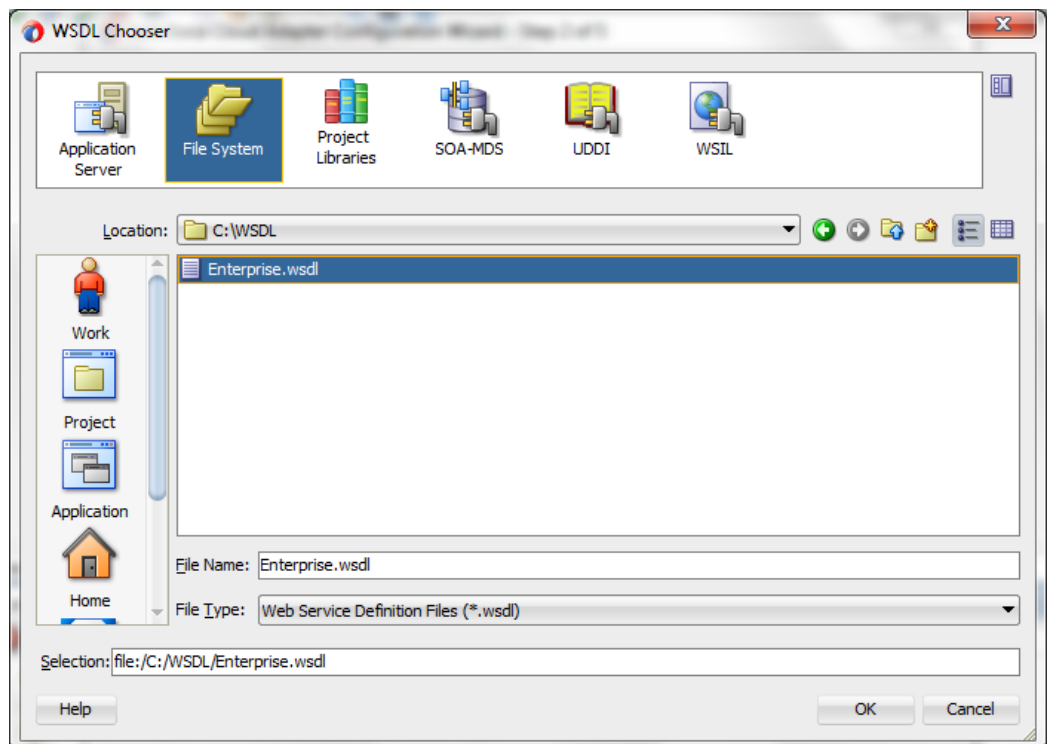 WSDL Chooser
Application Server
File System
Project Libraries
SOA-MDS
UDDI
WSIL
Location: C:\WSDL
Enterprise.wsdl
Work
Project
Application
Home
File Name: Enterprise.wsdl
File Type: Web Service Definition Files (*.wsdl)
Selection: file:/C:/WSDL/Enterprise.wsdl
Help
OK
Cancel